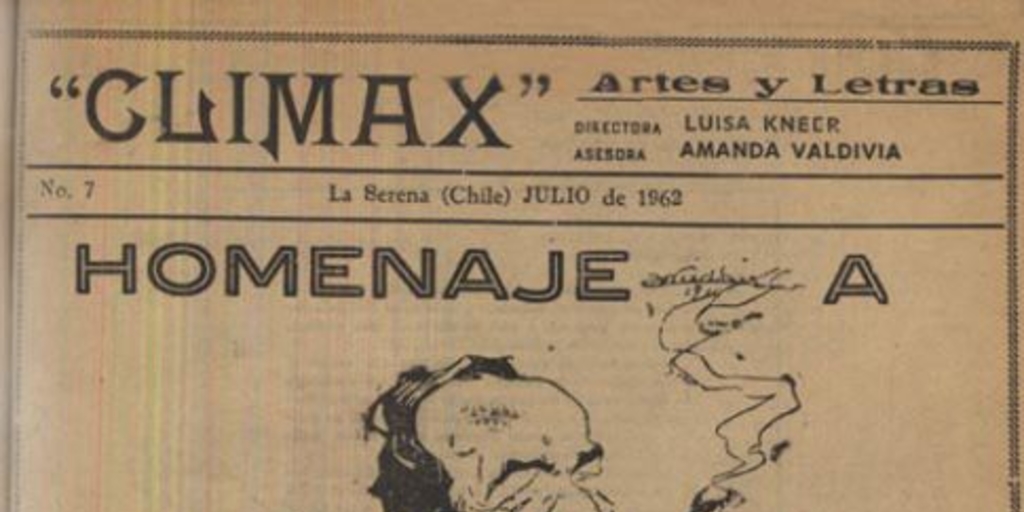 "CLIMAX"
Artes y Letras
DIRECTORA LUISA KNEER
ASESORA AMANDA VALDIVIA
No. 7
La Serena (Chile) JULIO de 1962
HOMENAJE A